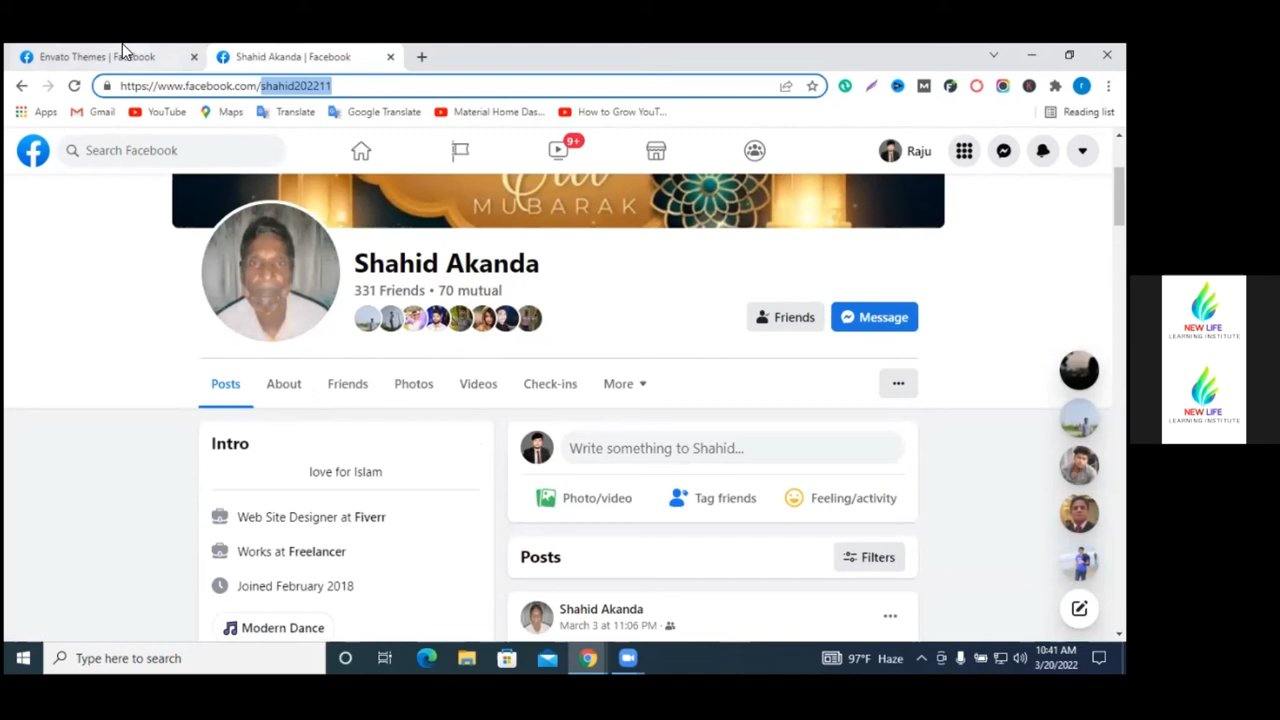 Envato Themes | Facebook
Shahid Akanda | Facebook
https://www.facebook.com/shahid202211
Apps
Gmail
YouTube
Maps
Translate
Google Translate
Material Home Das...
How to Grow YouT...
Reading list
Search Facebook
9+
Raju
Eid
MUBARAK
Shahid Akanda
331 Friends • 70 mutual
Friends
Message
Posts
About
Friends
Photos
Videos
Check-ins
More
Intro
love for Islam
Web Site Designer at Fiverr
Works at Freelancer
Joined February 2018
Modern Dance
Write something to Shahid...
Photo/video
Tag friends
Feeling/activity
Posts
Filters
Shahid Akanda
March 3 at 11:06 PM
NEW LIFE
LEARNING INSTITUTE
NEW LIFE
LEARNING INSTITUTE
Type here to search
97°F Haze
10:41 AM
3/20/2022